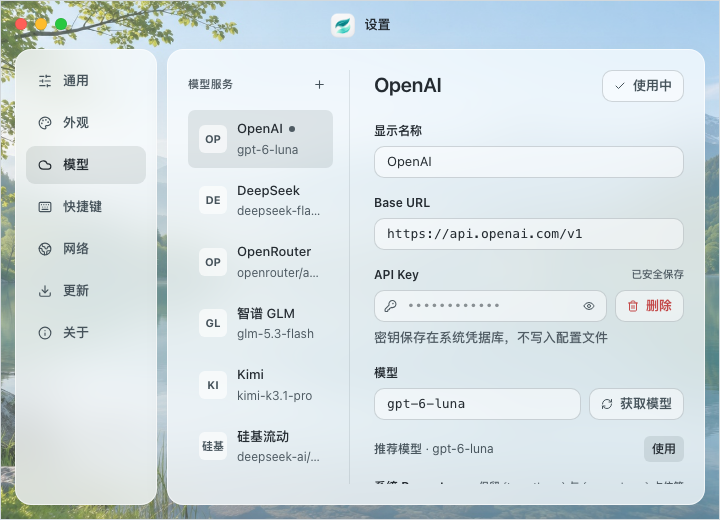 设置
通用
外观
模型
快捷键
网络
更新
关于
模型服务
OP
OpenAI
gpt-6-luna
DE
DeepSeek
deepseek-fla...
OP
OpenRouter
openrouter/a...
GL
智谱 GLM
glm-5.3-flash
KI
Kimi
kimi-k3.1-pro
硅基
硅基流动
deepseek-ai/...
OpenAI
使用中
显示名称
OpenAI
Base URL
https://api.openai.com/v1
API Key
已安全保存
删除
密钥保存在系统凭据库，不写入配置文件
模型
gpt-6-luna
获取模型
推荐模型 · gpt-6-luna
使用